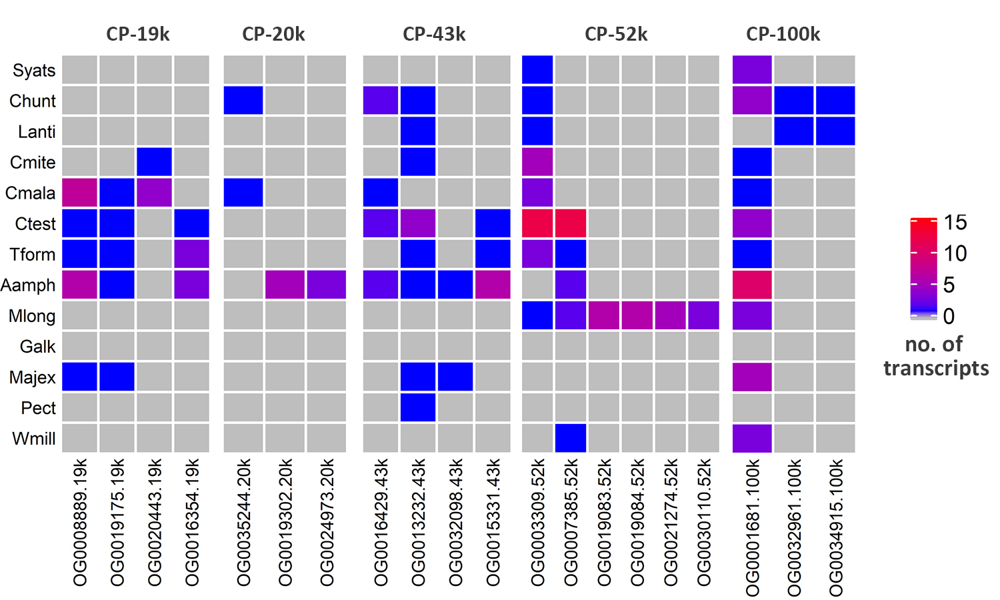 CP-19k CP-20k CP-43k CP-52k CP-100k
Syats
Chunt
Lanti
Cmite
Cmala
Ctest
Tform
Aamph
Mlong
Galk
Majex
Pect
Wmill
15
10
5
0
no. of
transcripts
OG0008889.19k
OG0019175.19k
OG0020443.19k
OG0016354.19k
OG0035244.20k
OG0019302.20k
OG0024973.20k
OG0016429.43k
OG0013232.43k
OG0032098.43k
OG0015331.43k
OG0003309.52k
OG0007385.52k
OG0019083.52k
OG0019084.52k
OG0021274.52k
OG0030110.52k
OG0001681.100k
OG0032961.100k
OG0034915.100k